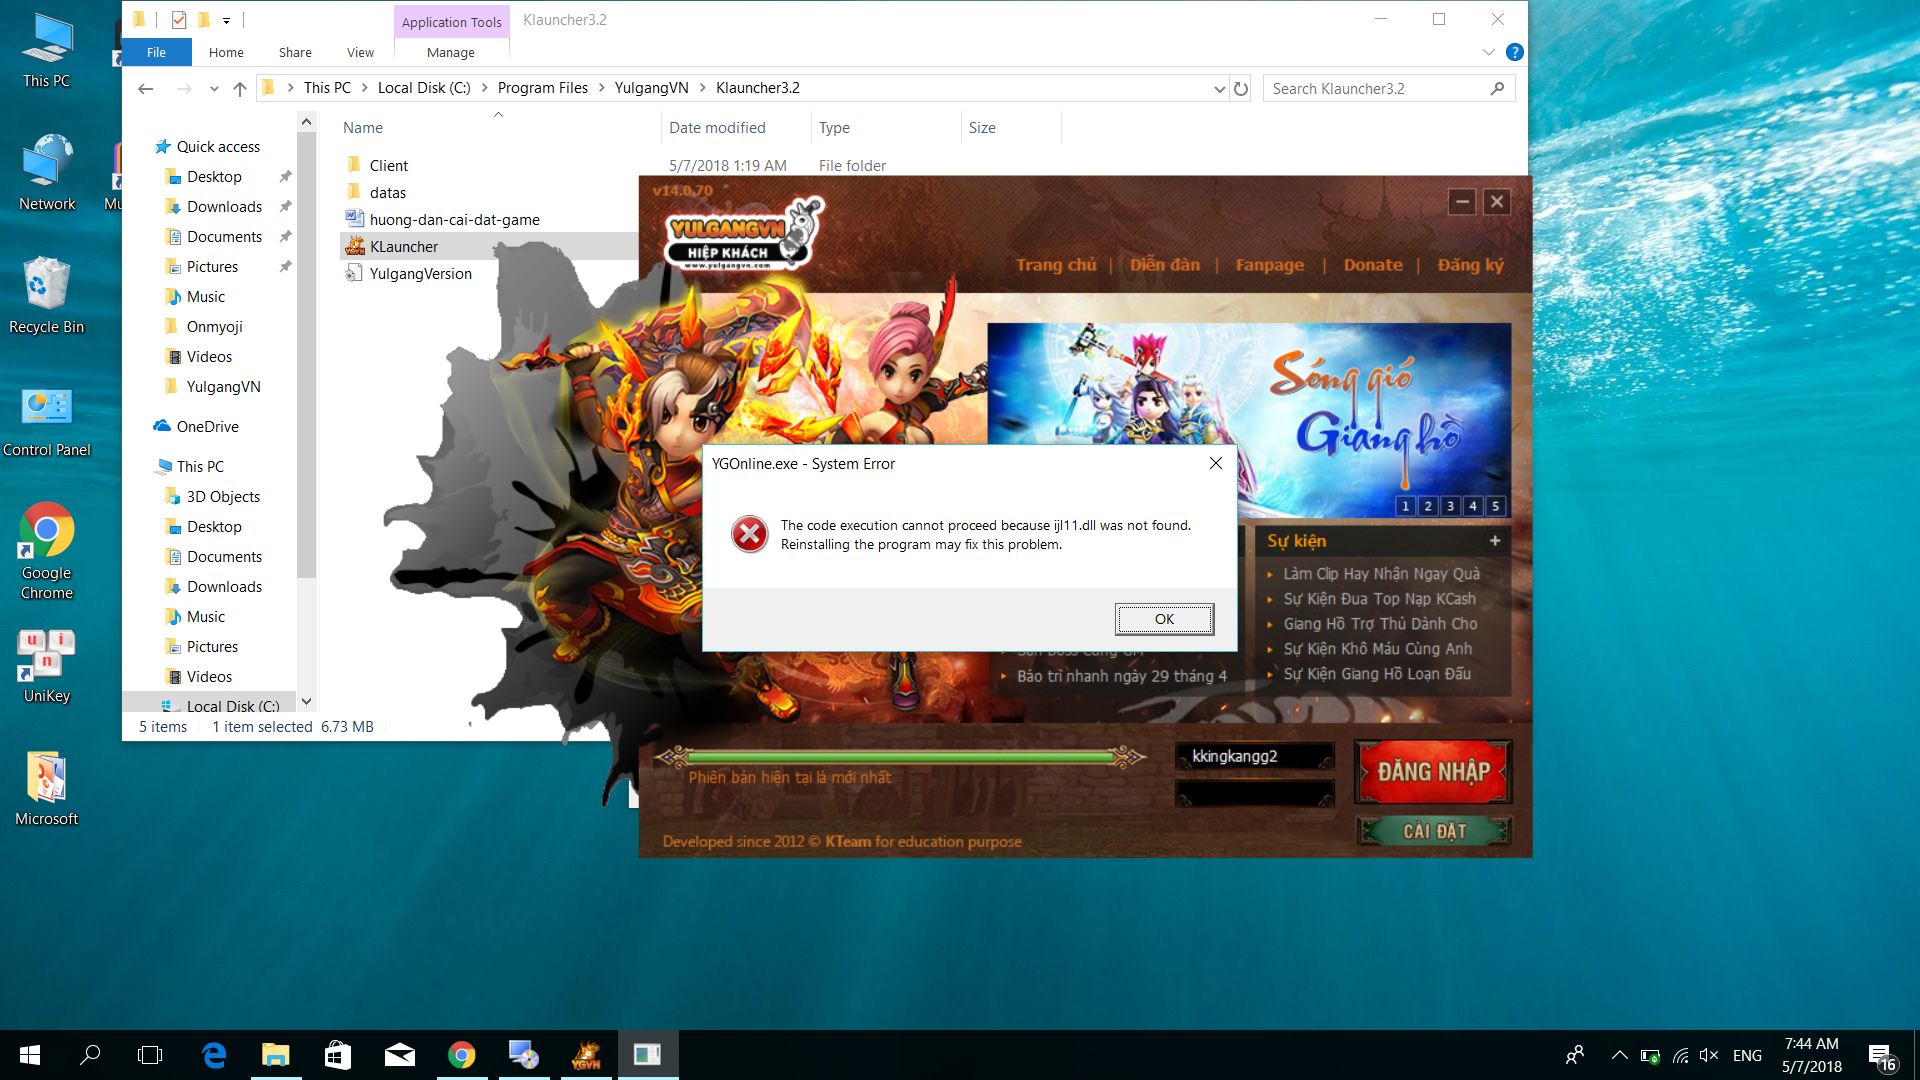 Application Tools
Klauncher3.2
File
Home
Share
View
Manage
This PC
Local Disk (C:)
Program Files
YulgangVN
Klauncher3.2
Search Klauncher3.2
Name
Date modified
Type
Size
Quick access
Desktop
Downloads
Documents
Pictures
Music
Onmyoji
Videos
YulgangVN
OneDrive
This PC
3D Objects
Desktop
Documents
Downloads
Music
Pictures
Videos
Local Disk (C:)
Client
5/7/2018 1:19 AM
File folder
datas
huong-dan-cai-dat-game
KLauncher
YulgangVersion
5 items
1 item selected 6.73 MB
This PC
Network
Recycle Bin
Control Panel
Google
Chrome
UniKey
Microsoft
Mu
v14.0.70
YULGANGVN
HIỆP KHÁCH
www.yulgangvn.com
Trang chủ | Diễn đàn | Fanpage | Donate | Đăng ký
Sóng gió
Giang hồ
1 2 3 4 5
YGOnline.exe - System Error
The code execution cannot proceed because ijl11.dll was not found.
Reinstalling the program may fix this problem.
OK
Sự kiện
+
Làm Clip Hay Nhận Ngay Quà
Sự Kiện Đua Top Nạp KCash
Giang Hồ Trợ Thủ Dành Cho
Sự Kiện Khô Máu Cùng Anh
Sự Kiện Giang Hồ Loạn Đấu
Săn Boss Cùng GM
Bảo trì nhanh ngày 29 tháng 4
Phiên bản hiện tại là mới nhất
kkingkangg2
ĐĂNG NHẬP
CÀI ĐẶT
Developed since 2012 © KTeam for education purpose
YGVN
ENG
7:44 AM
5/7/2018
16